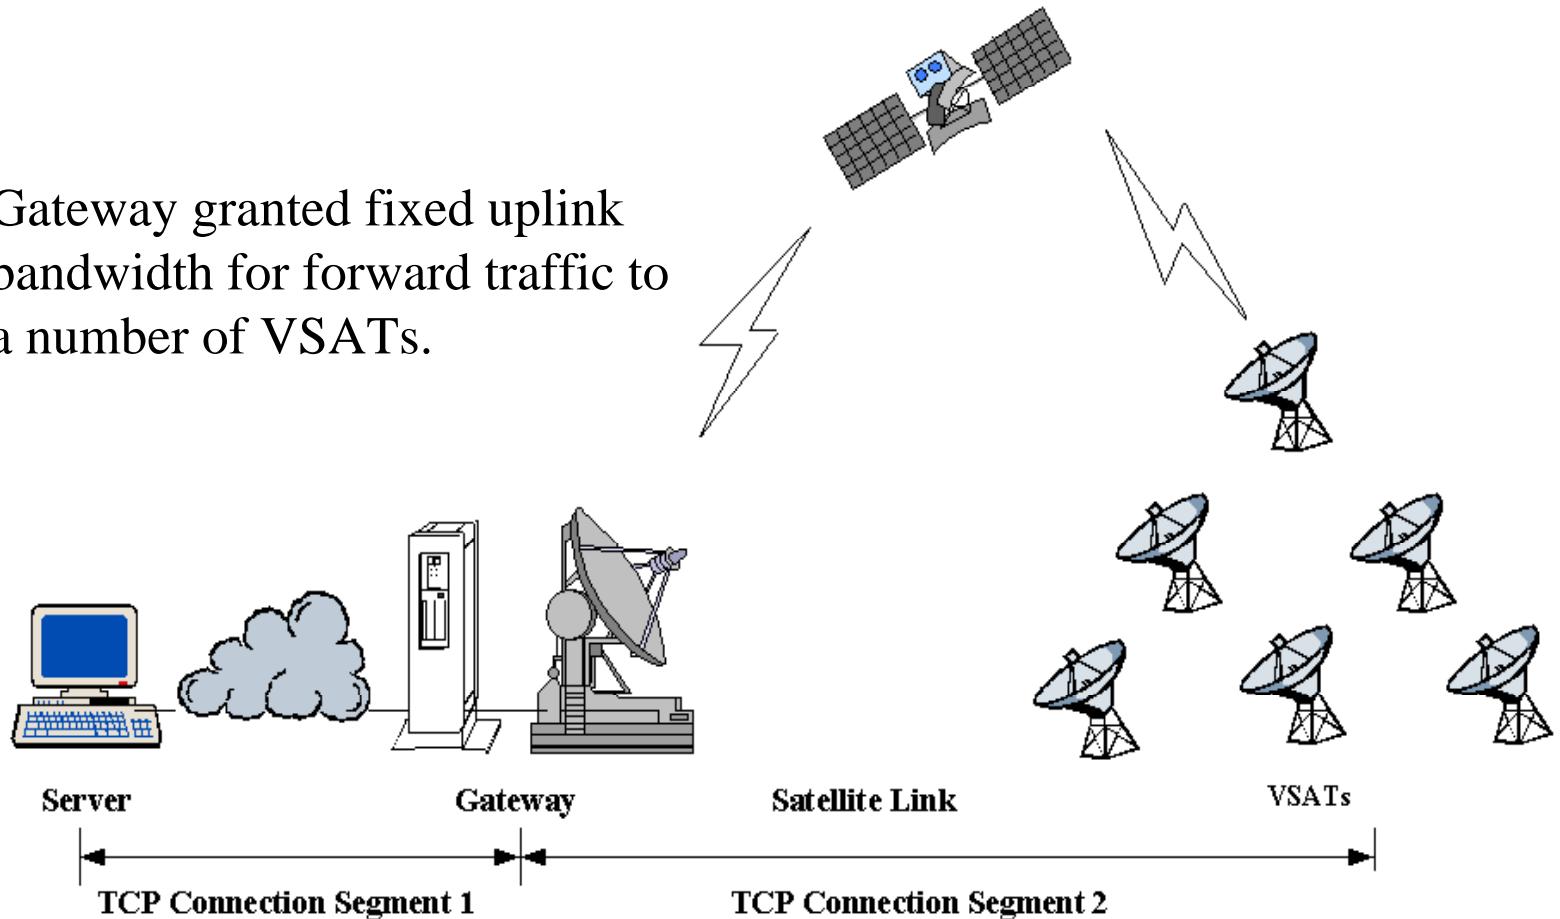 Gateway granted fixed uplink
bandwidth for forward traffic to
a number of VSATs.
Server
Gateway
Satellite Link
VSATs
TCP Connection Segment 1
TCP Connection Segment 2